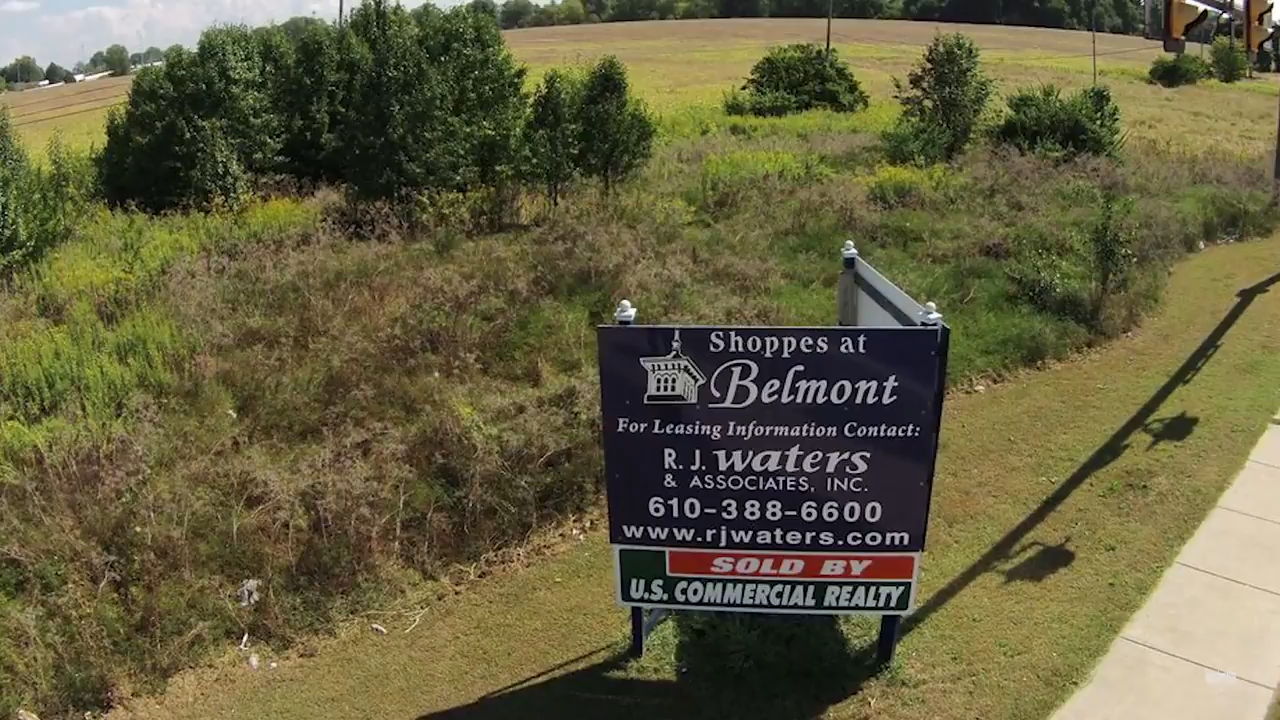 Shoppes at
Belmont
For Leasing Information Contact:
R. J. waters
& ASSOCIATES, INC.
610-388-6600
www.rjwaters.com
SOLD BY
U.S. COMMERCIAL REALTY